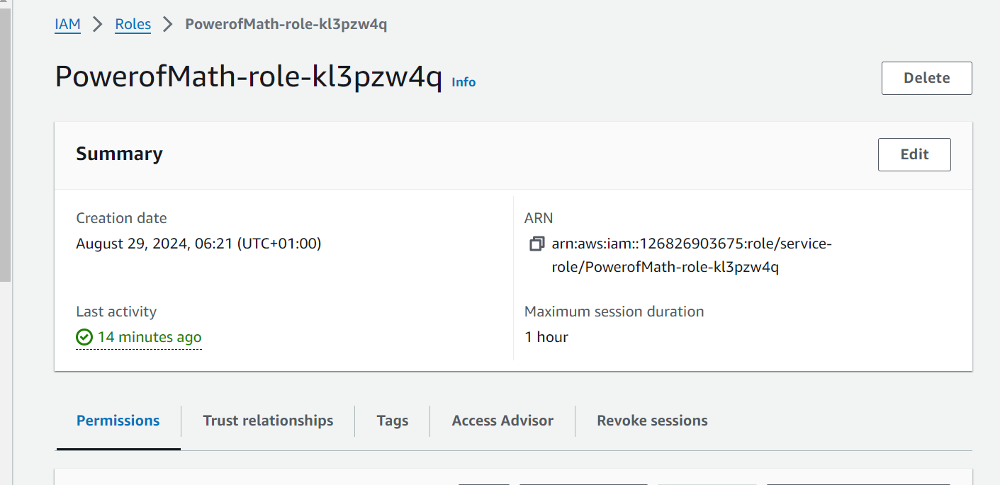 IAM > Roles > PowerofMath-role-kl3pzw4q
PowerofMath-role-kl3pzw4q Info
Delete
Summary
Edit
Creation date
August 29, 2024, 06:21 (UTC+01:00)
ARN
arn:aws:iam::126826903675:role/service-
role/PowerofMath-role-kl3pzw4q
Last activity
14 minutes ago
Maximum session duration
1 hour
Permissions
Trust relationships
Tags
Access Advisor
Revoke sessions